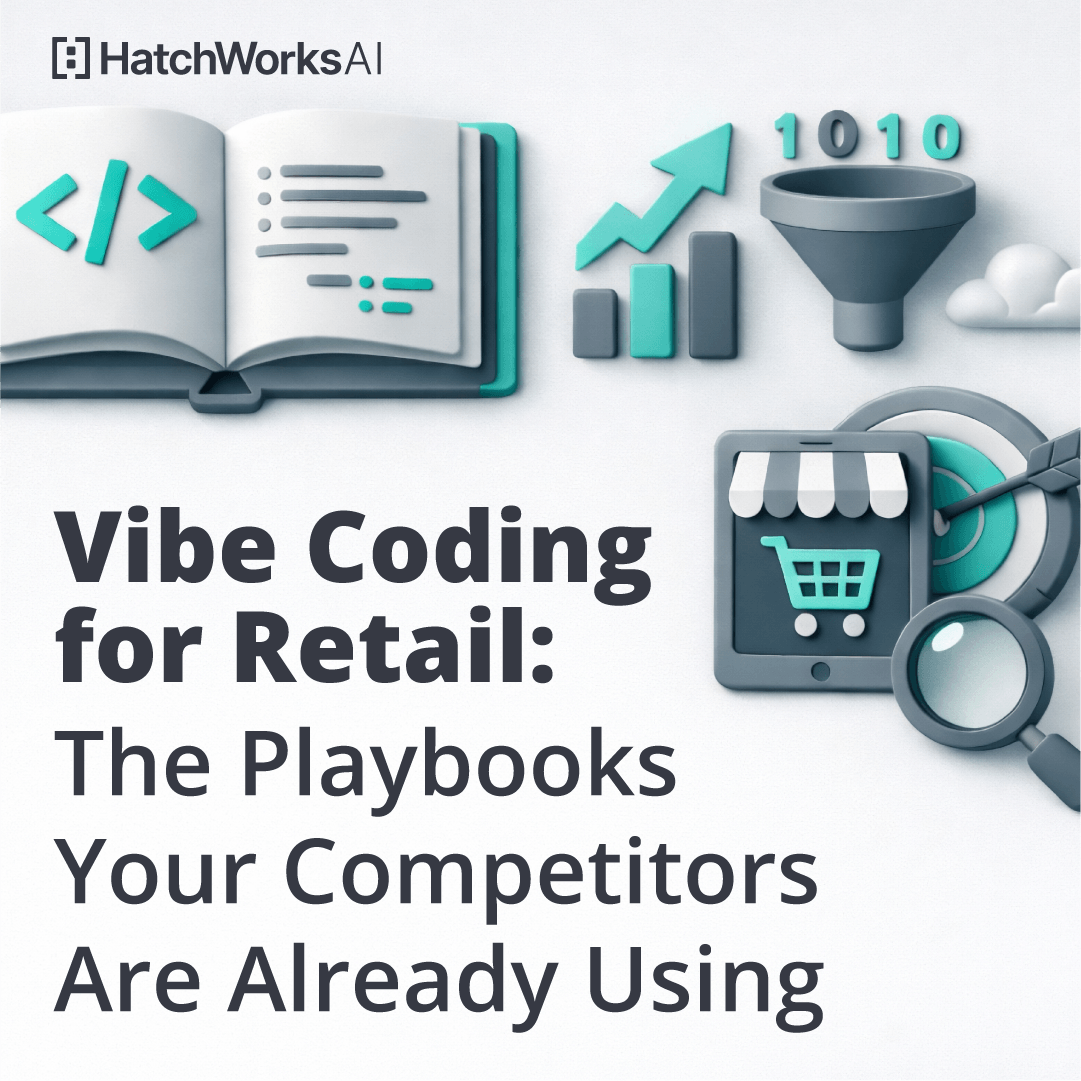 HatchWorksAI
</>
1010
Vibe Coding
for Retail:
The Playbooks
Your Competitors
Are Already Using